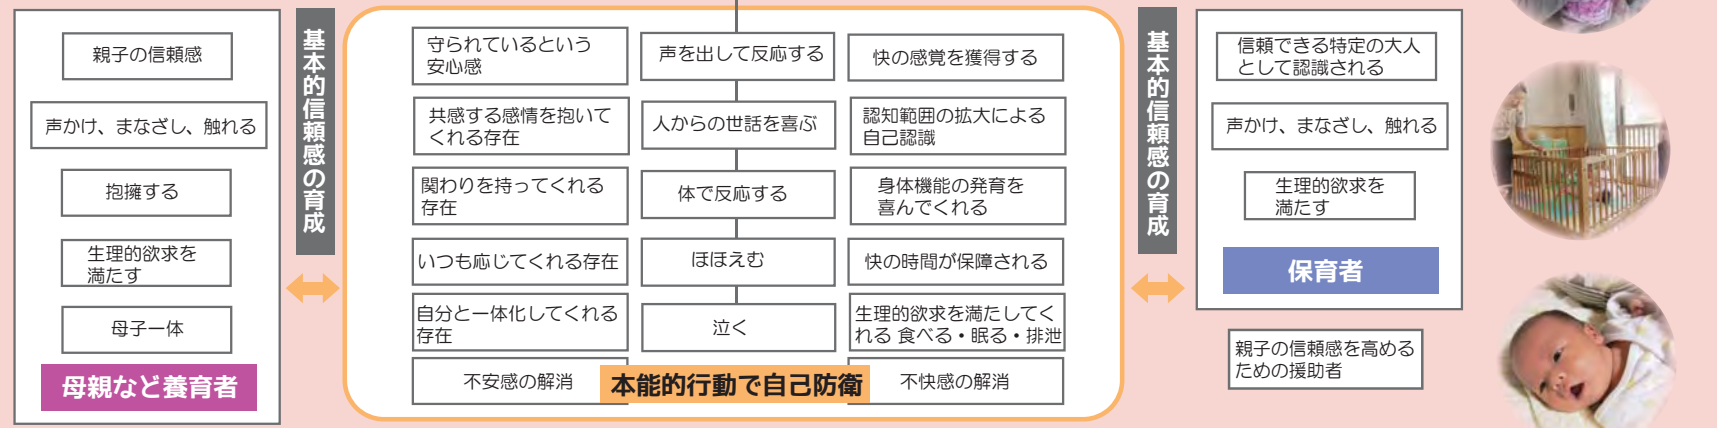 親子の信頼感
声かけ、まなざし、触れる
抱擁する
生理的欲求を
満たす
母子一体
母親など養育者
基本的信頼感の育成
守られているという
安心感
共感する感情を抱いて
くれる存在
関わりを持ってくれる
存在
いつも応じてくれる存在
自分と一体化してくれる
存在
不安感の解消
声を出して反応する
人からの世話を喜ぶ
体で反応する
ほほえむ
泣く
本能的行動で自己防衛
快の感覚を獲得する
認知範囲の拡大による
自己認識
身体機能の発育を
喜んでくれる
快の時間が保障される
生理的欲求を満たしてく
れる 食べる・眠る・排泄
不快感の解消
基本的信頼感の育成
信頼できる特定の大人
として認識される
声かけ、まなざし、触れる
生理的欲求を
満たす
保育者
親子の信頼感を高める
ための援助者